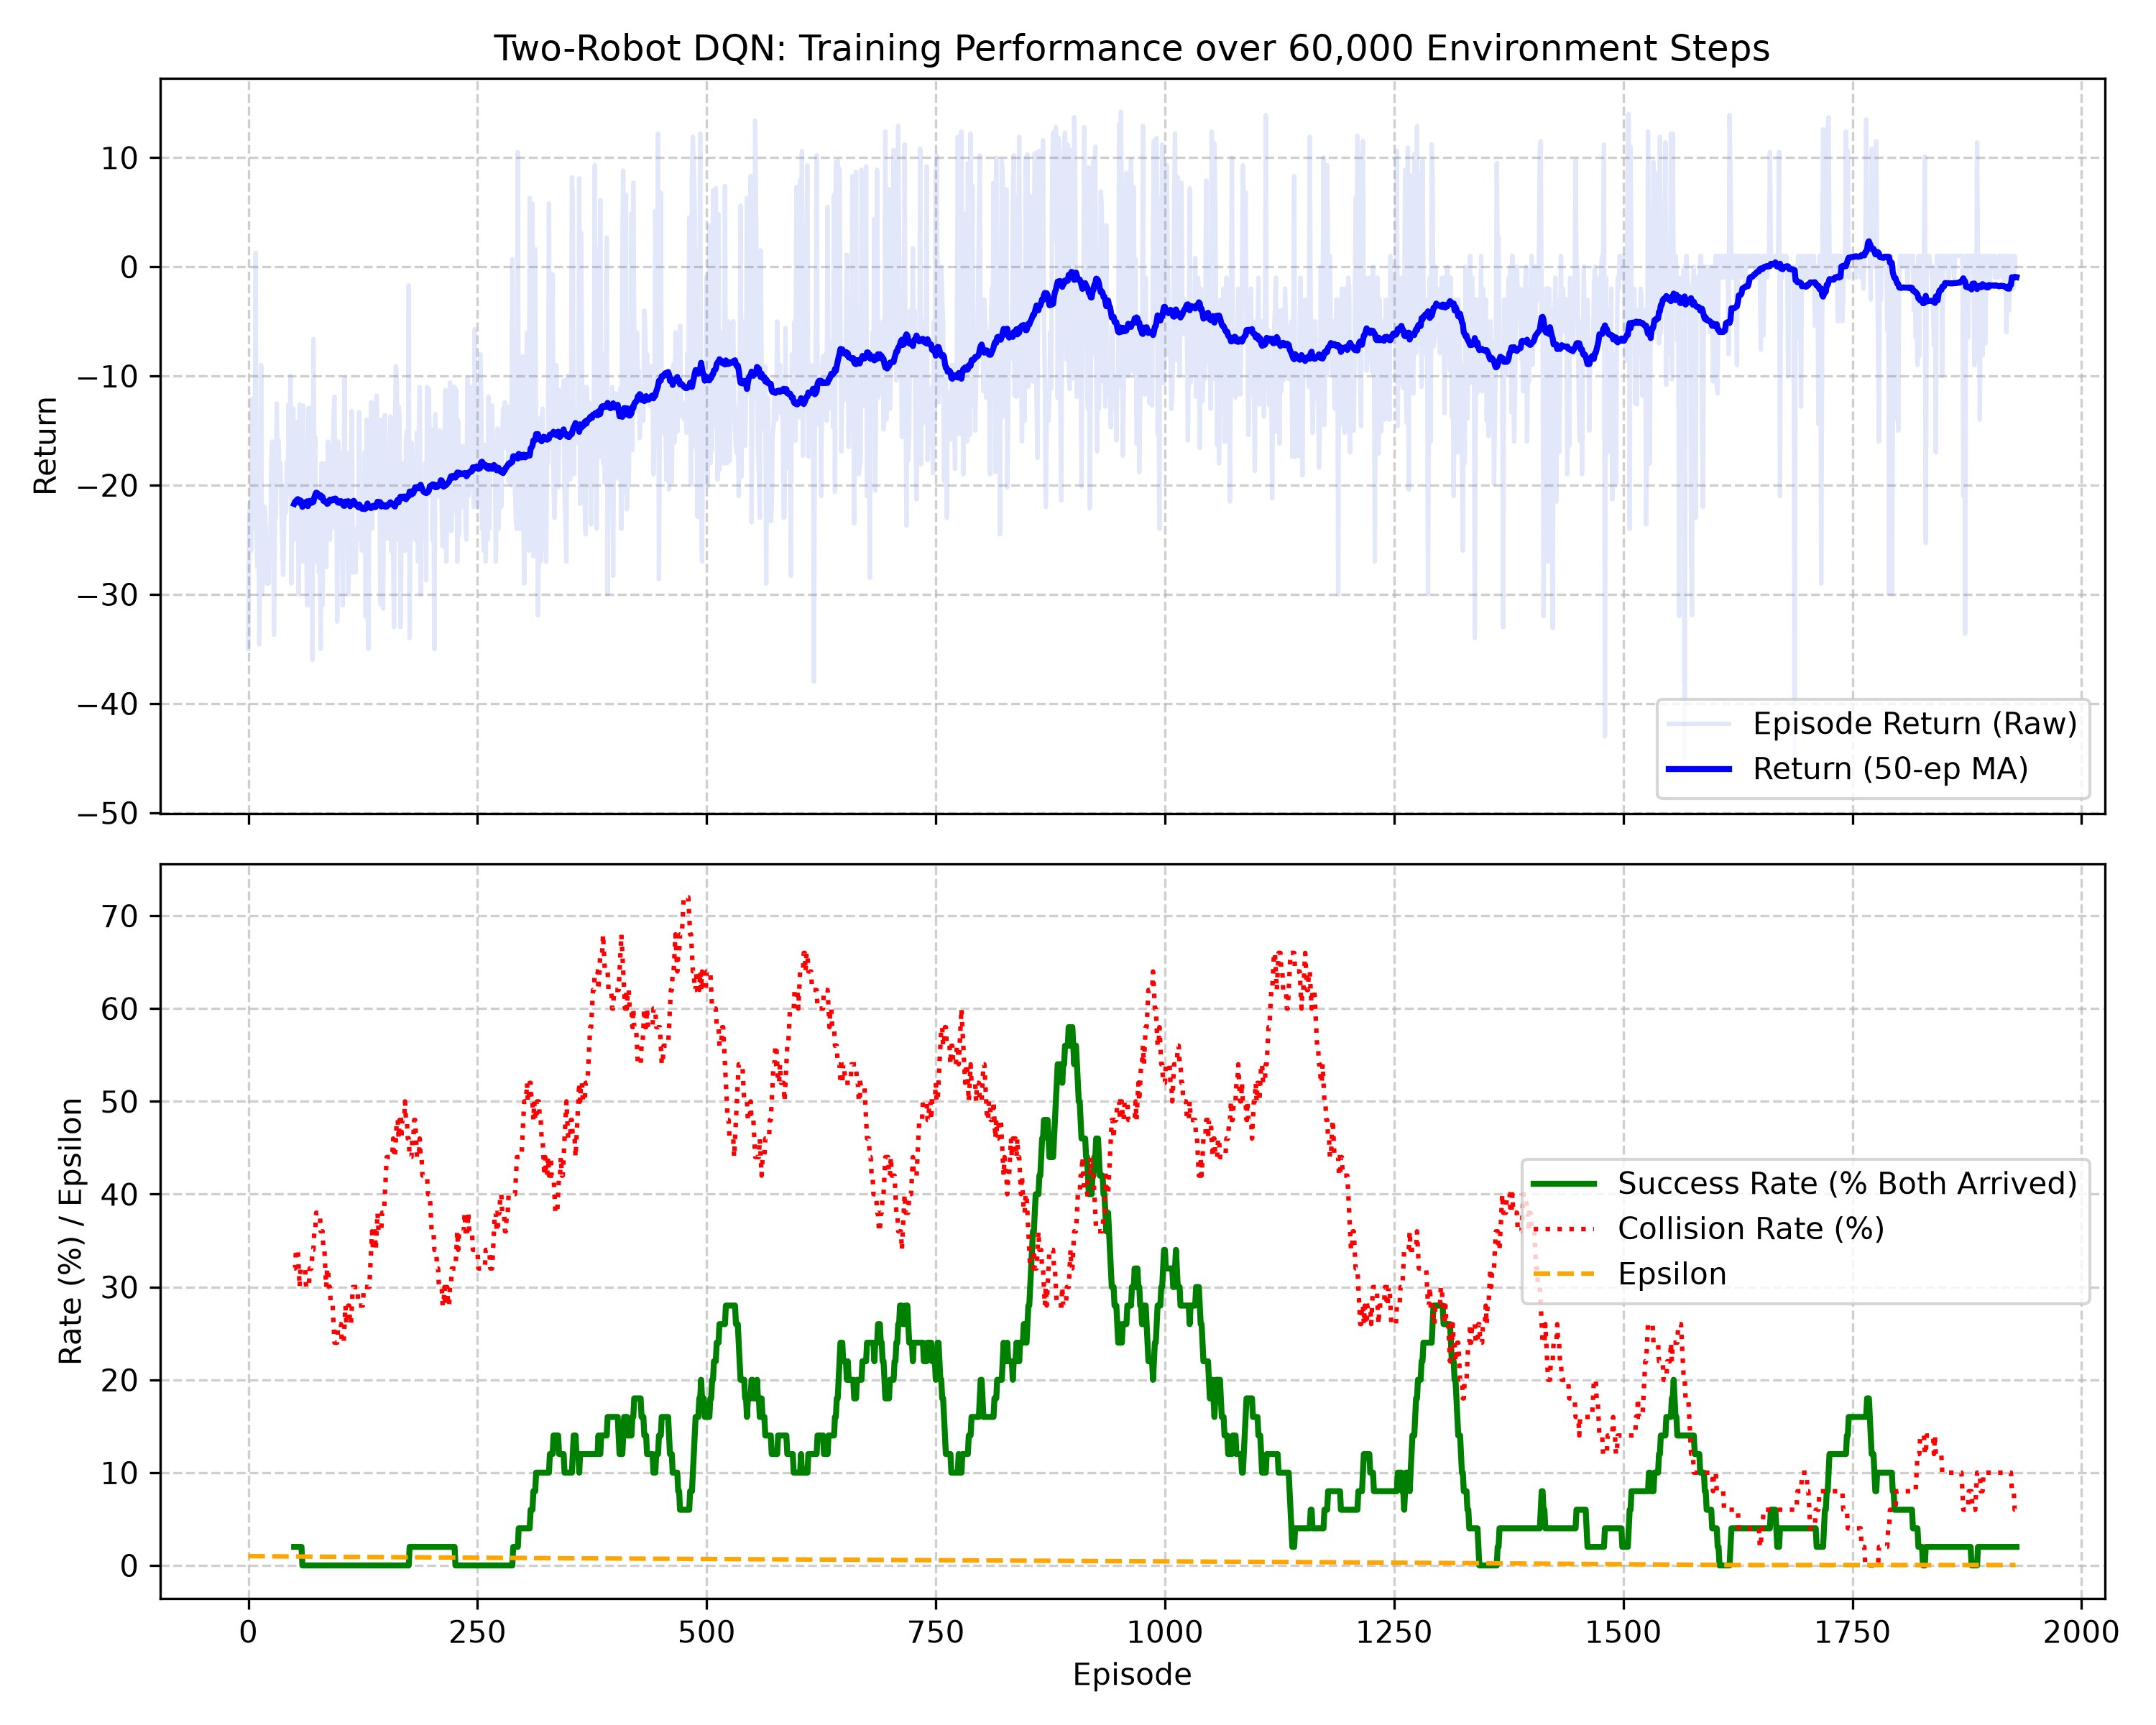 Two-Robot DQN: Training Performance over 60,000 Environment Steps
10
0
−10
−20
−30
−40
−50
Return
Episode Return (Raw)
Return (50-ep MA)
70
60
50
40
30
20
10
0
Rate (%) / Epsilon
Success Rate (% Both Arrived)
Collision Rate (%)
Epsilon
0 250 500 750 1000 1250 1500 1750 2000
Episode